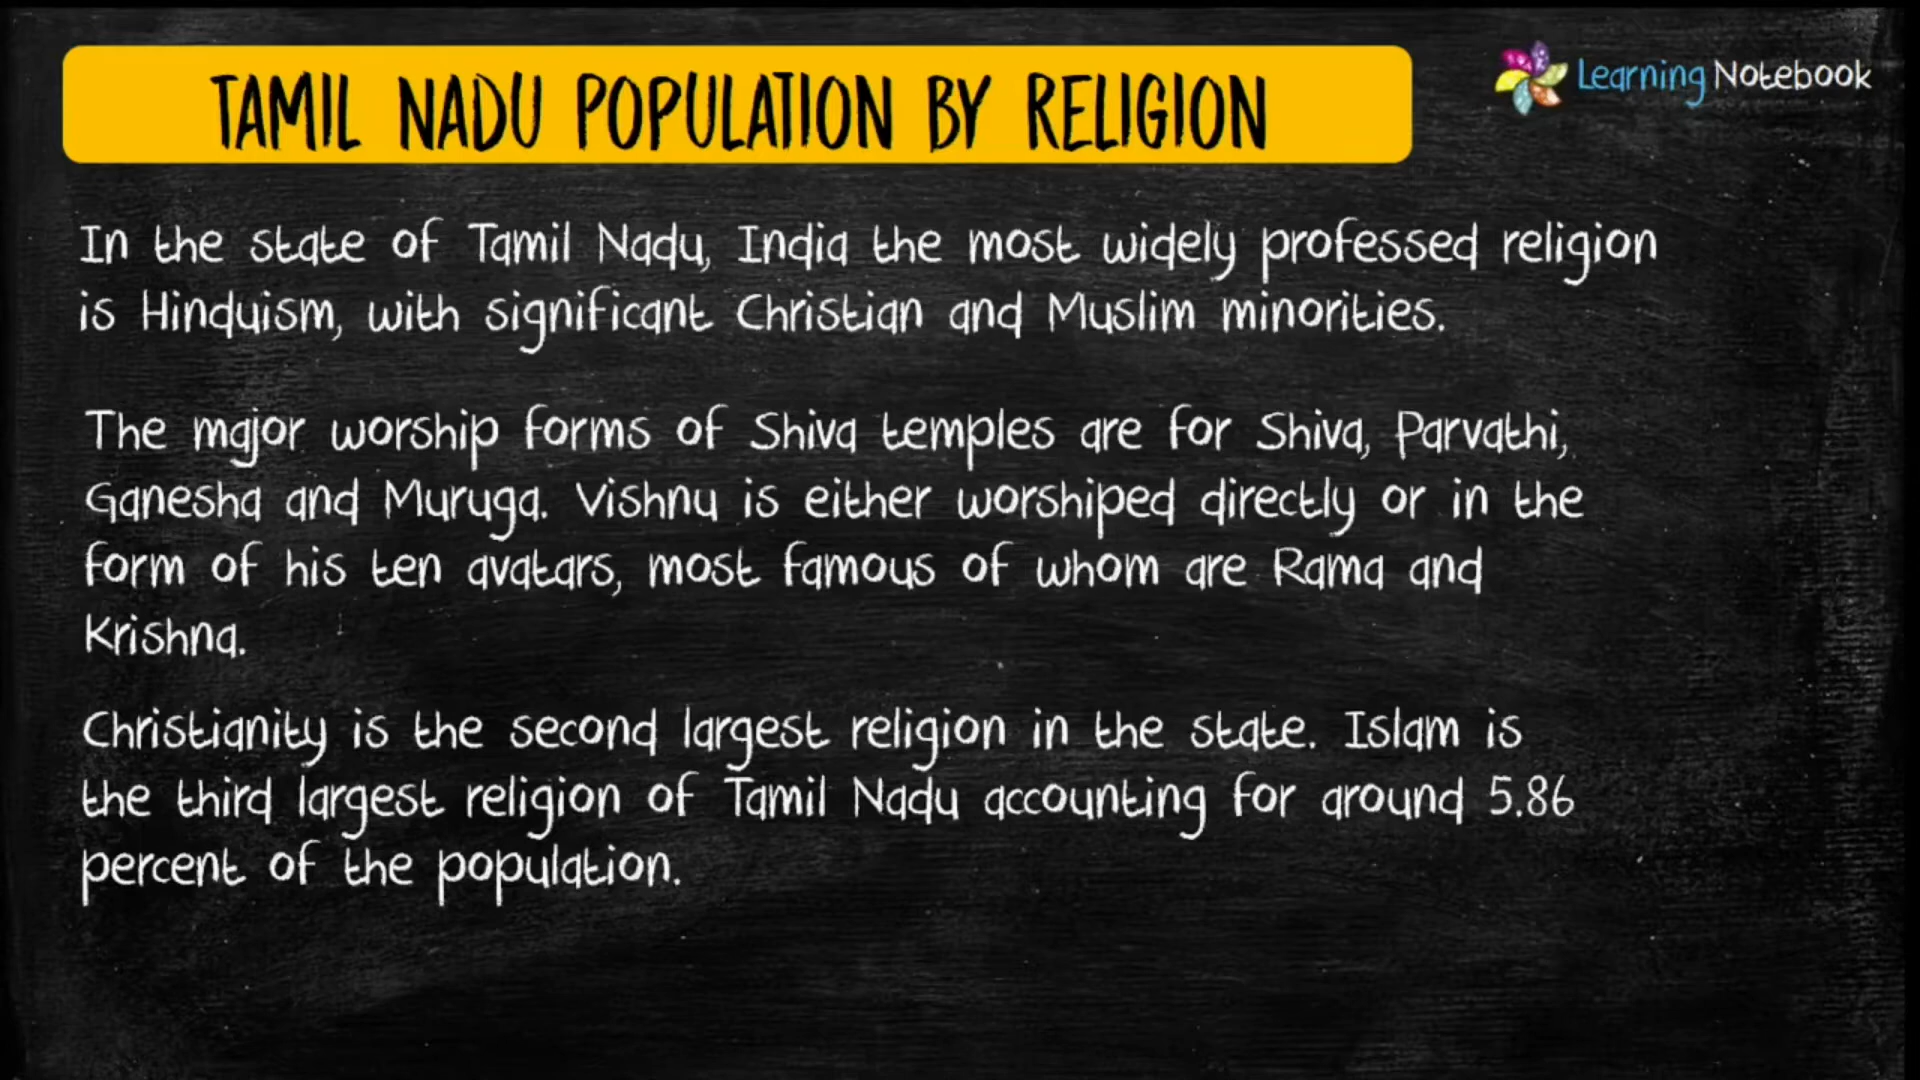 TAMIL NADU POPULATION BY RELIGION
Learning Notebook
In the state of Tamil Nadu, India the most widely professed religion
is Hinduism, with significant Christian and Muslim minorities.
The major worship forms of Shiva temples are for Shiva, Parvathi,
Ganesha and Muruga. Vishnu is either worshiped directly or in the
form of his ten avatars, most famous of whom are Rama and
Krishna.
Christianity is the second largest religion in the state. Islam is
the third largest religion of Tamil Nadu accounting for around 5.86
percent of the population.